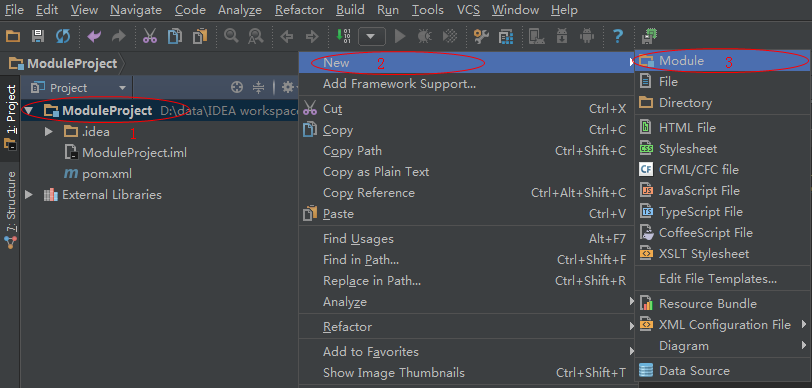 File Edit View Navigate Code Analyze Refactor Build Run Tools VCS Window Help
ModuleProject
1: Project
7: Structure
Project
ModuleProject D:\data\IDEA workspace
1
.idea
ModuleProject.iml
pom.xml
External Libraries
New 2
Add Framework Support...
Cut Ctrl+X
Copy Ctrl+C
Copy Path Ctrl+Shift+C
Copy as Plain Text
Copy Reference Ctrl+Alt+Shift+C
Paste Ctrl+V
Find Usages Alt+F7
Find in Path... Ctrl+Shift+F
Replace in Path... Ctrl+Shift+R
Analyze
Refactor
Add to Favorites
Show Image Thumbnails Ctrl+Shift+T
Module 3
File
Directory
HTML File
Stylesheet
CF CFML/CFC file
JS JavaScript File
TS TypeScript File
CoffeeScript File
XSLT Stylesheet
Edit File Templates...
Resource Bundle
XML Configuration File
Diagram
Data Source